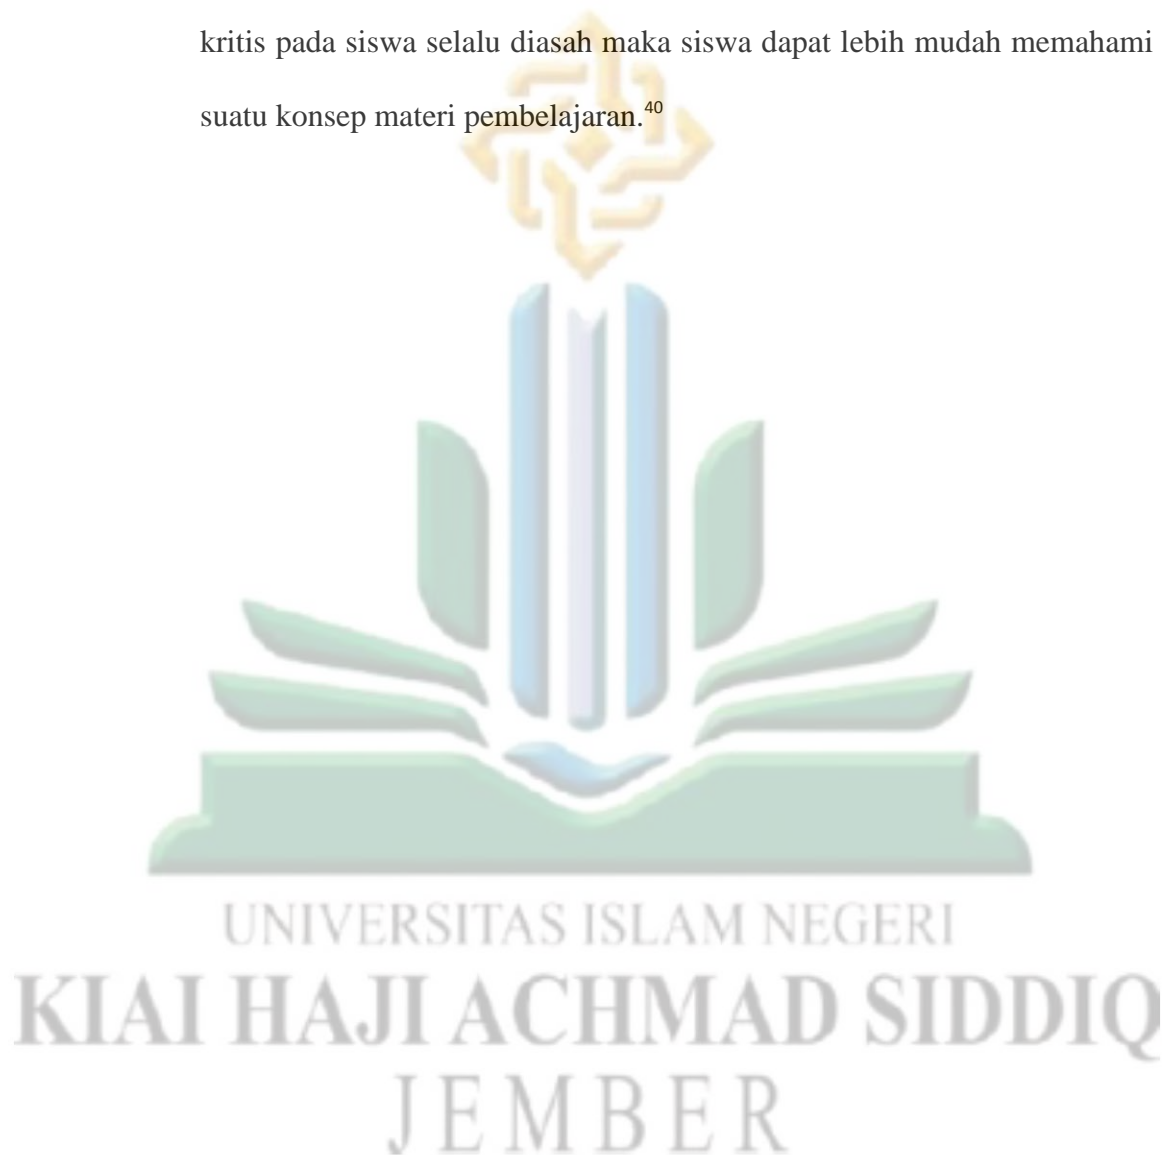 kritis pada siswa selalu diasah maka siswa dapat lebih mudah memahami
suatu konsep materi pembelajaran.⁴⁰
UNIVERSITAS ISLAM NEGERI
KIAI HAJI ACHMAD SIDDIQ
JEMBER